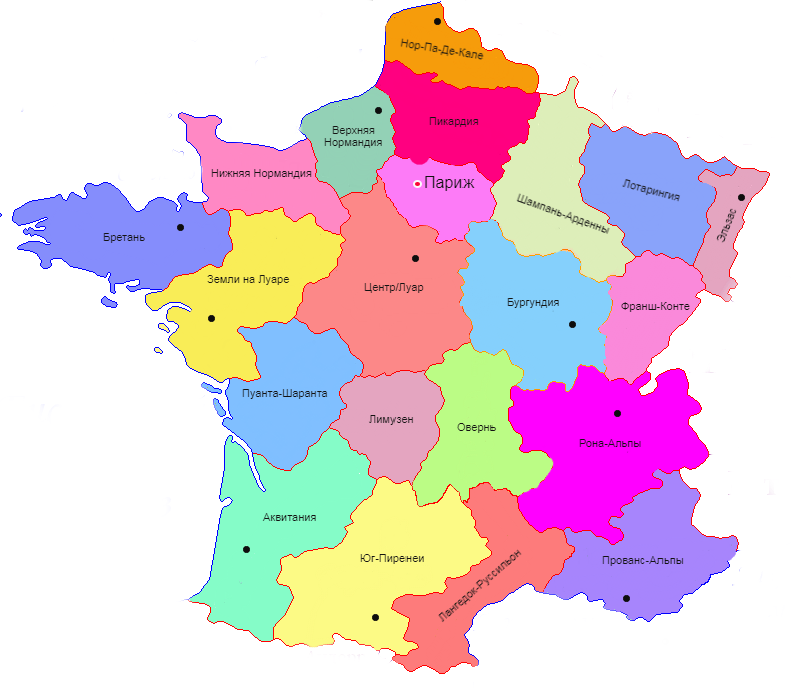 Нор-Па-Де-Кале
Пикардия
Верхняя
Нормандия
Нижняя Нормандия
Париж
Шампань-Арденны
Лотарингия
Эльзас
Бретань
Земли на Луаре
Центр/Луар
Бургундия
Франш-Конте
Пуанта-Шаранта
Лимузен
Овернь
Рона-Альпы
Аквитания
Юг-Пиренеи
Лангедок-Руссильон
Прованс-Альпы